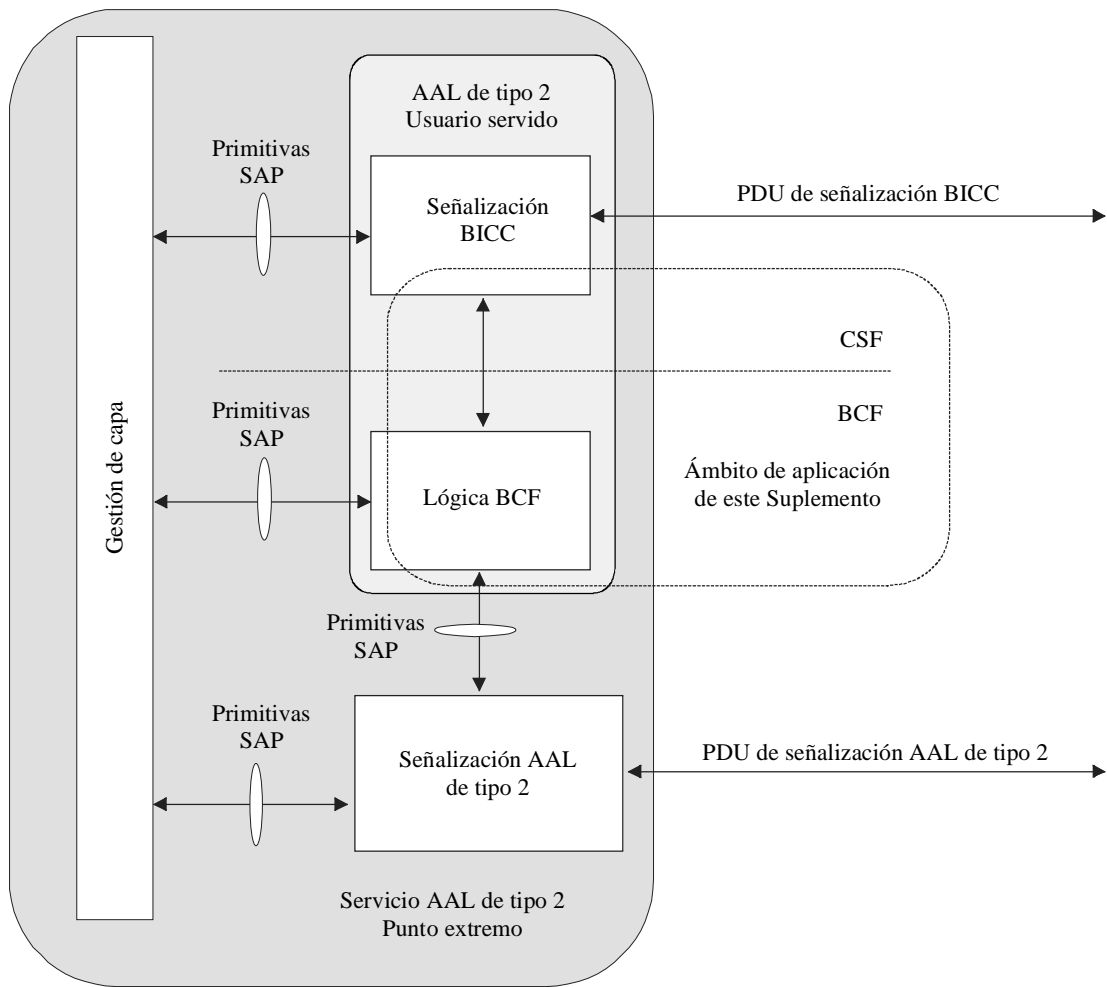 AAL de tipo 2
Usuario servido
Primitivas
SAP
Señalización
BICC
PDU de señalización BICC
CSF
BCF
Primitivas
SAP
Gestión de capa
Lógica BCF
Ámbito de aplicación
de este Suplemento
Primitivas
SAP
Primitivas
SAP
Señalización AAL
de tipo 2
PDU de señalización AAL de tipo 2
Servicio AAL de tipo 2
Punto extremo